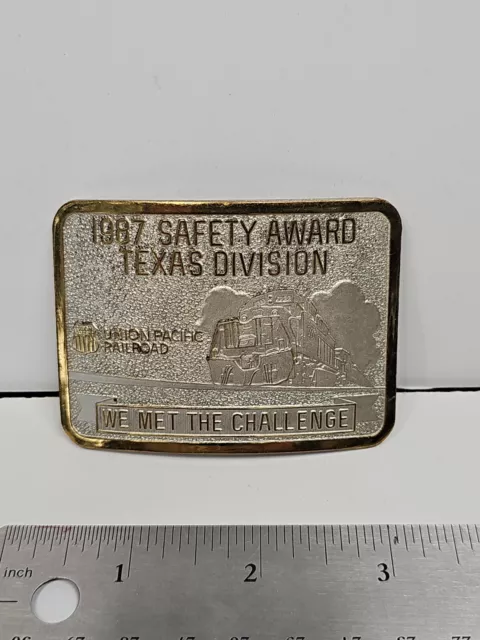 1987 SAFETY AWARD
TEXAS DIVISION
UNION PACIFIC
RAILROAD
WE MET THE CHALLENGE
inch 1 2 3